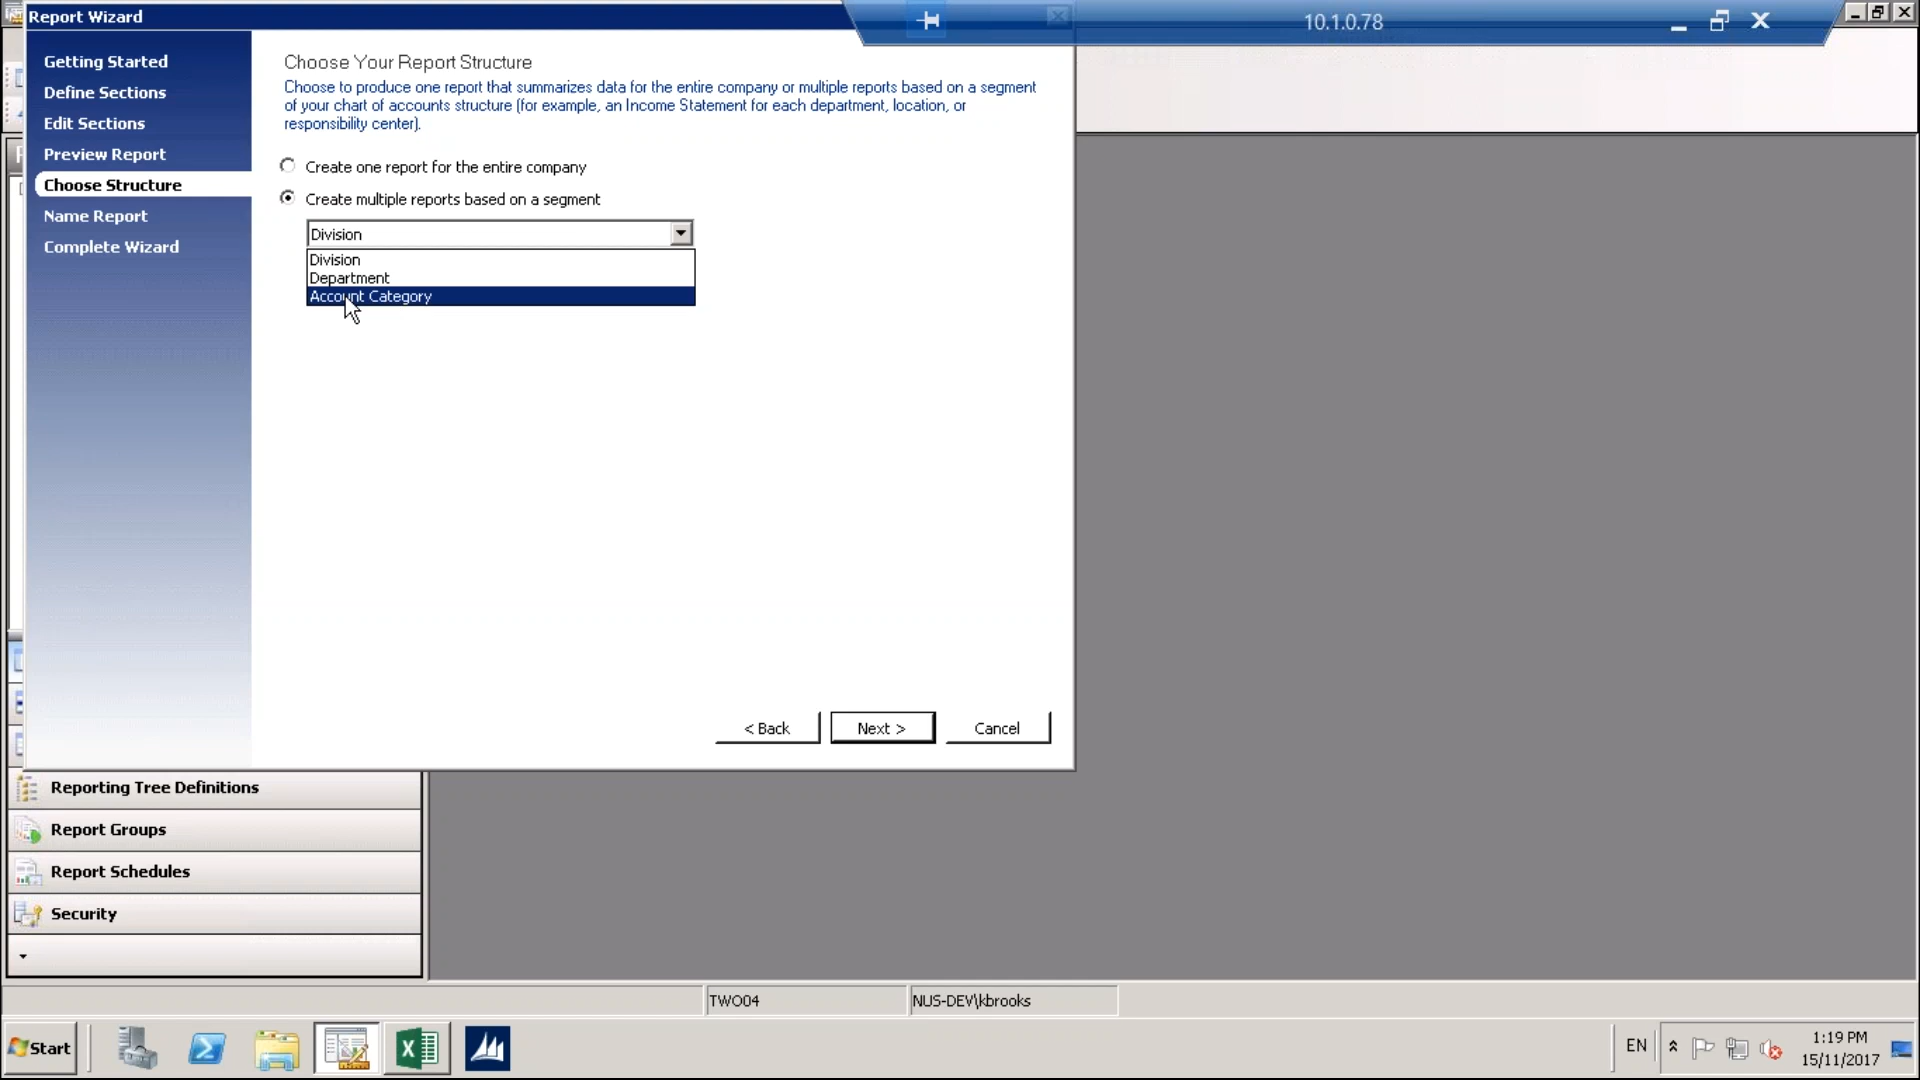 Report Wizard
10.1.0.78
Getting Started
Define Sections
Edit Sections
Preview Report
Choose Structure
Name Report
Complete Wizard
Choose Your Report Structure
Choose to produce one report that summarizes data for the entire company or multiple reports based on a segment
of your chart of accounts structure (for example, an Income Statement for each department, location, or
responsibility center).
Create one report for the entire company
Create multiple reports based on a segment
Division
Division
Department
Account Category
< Back
Next >
Cancel
Reporting Tree Definitions
Report Groups
Report Schedules
Security
TWO04
NUS-DEV\kbrooks
Start
EN
1:19 PM
15/11/2017